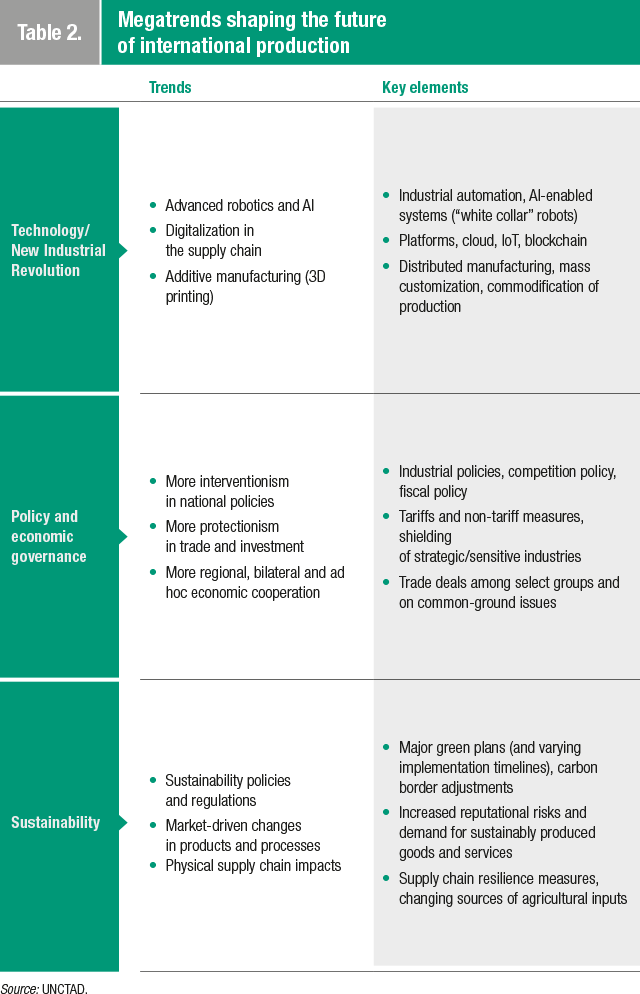 Table 2.
Megatrends shaping the future
of international production
Trends
Key elements
Technology/
New Industrial
Revolution
• Advanced robotics and AI
• Digitalization in
the supply chain
• Additive manufacturing (3D
printing)
• Industrial automation, AI-enabled
systems (“white collar” robots)
• Platforms, cloud, IoT, blockchain
• Distributed manufacturing, mass
customization, commodification of
production
Policy and
economic
governance
• More interventionism
in national policies
• More protectionism
in trade and investment
• More regional, bilateral and ad
hoc economic cooperation
• Industrial policies, competition policy,
fiscal policy
• Tariffs and non-tariff measures,
shielding
of strategic/sensitive industries
• Trade deals among select groups and
on common-ground issues
Sustainability
• Sustainability policies
and regulations
• Market-driven changes
in products and processes
• Physical supply chain impacts
• Major green plans (and varying
implementation timelines), carbon
border adjustments
• Increased reputational risks and
demand for sustainably produced
goods and services
• Supply chain resilience measures,
changing sources of agricultural inputs
Source: UNCTAD.